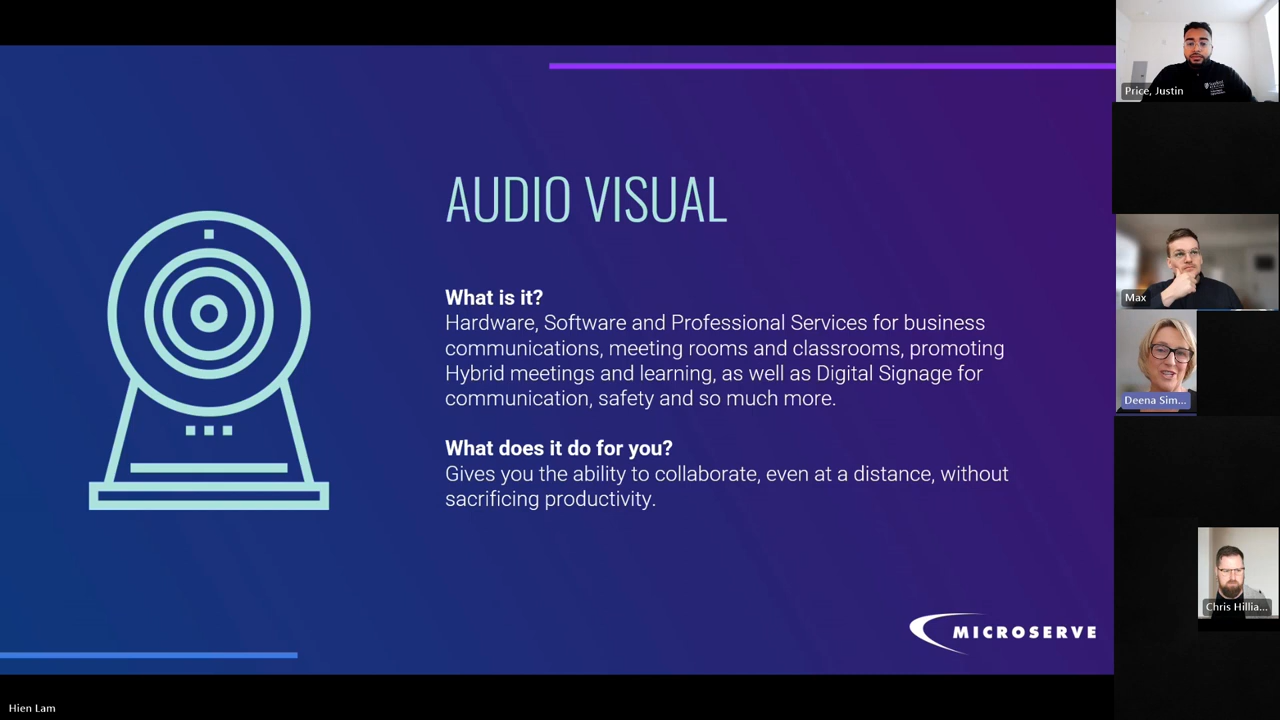 AUDIO VISUAL
What is it?
Hardware, Software and Professional Services for business
communications, meeting rooms and classrooms, promoting
Hybrid meetings and learning, as well as Digital Signage for
communication, safety and so much more.
What does it do for you?
Gives you the ability to collaborate, even at a distance, without
sacrificing productivity.
MICROSERVE
Hien Lam
Price, Justin
Max
Deena Sim...
Chris Hillia...